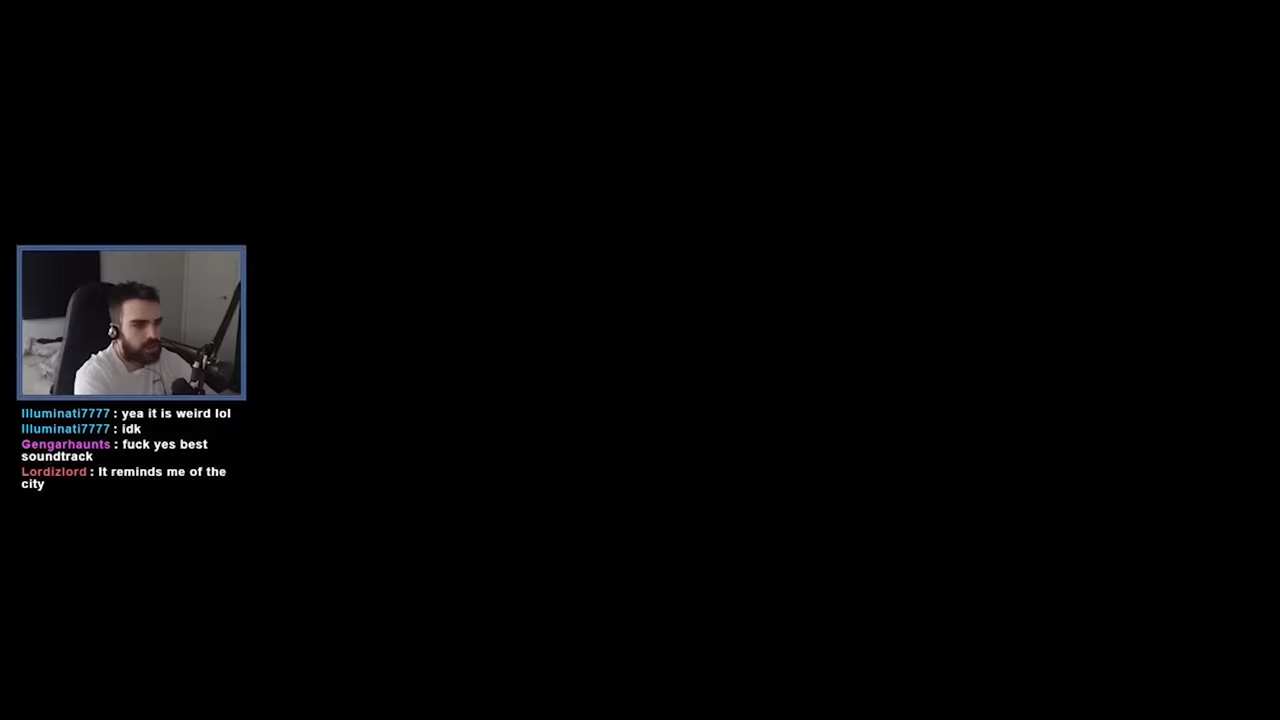 Illuminati7777 : yea it is weird lol
Illuminati7777 : idk
Gengarhaunts : fuck yes best
soundtrack
Lordizlord : It reminds me of the
city